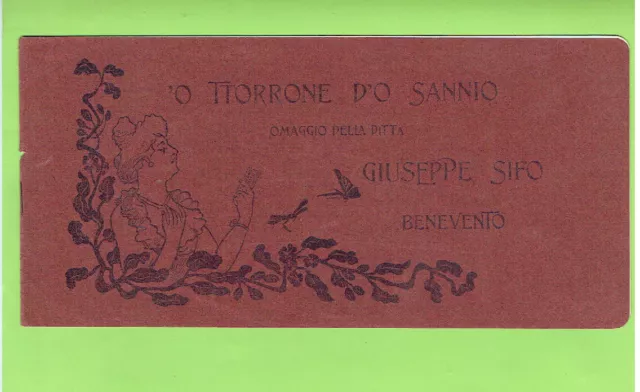 'O TTORRONE D'O SANNIO
OMAGGIO DELLA DITTA
GIUSEPPE SIFO
BENEVENTO